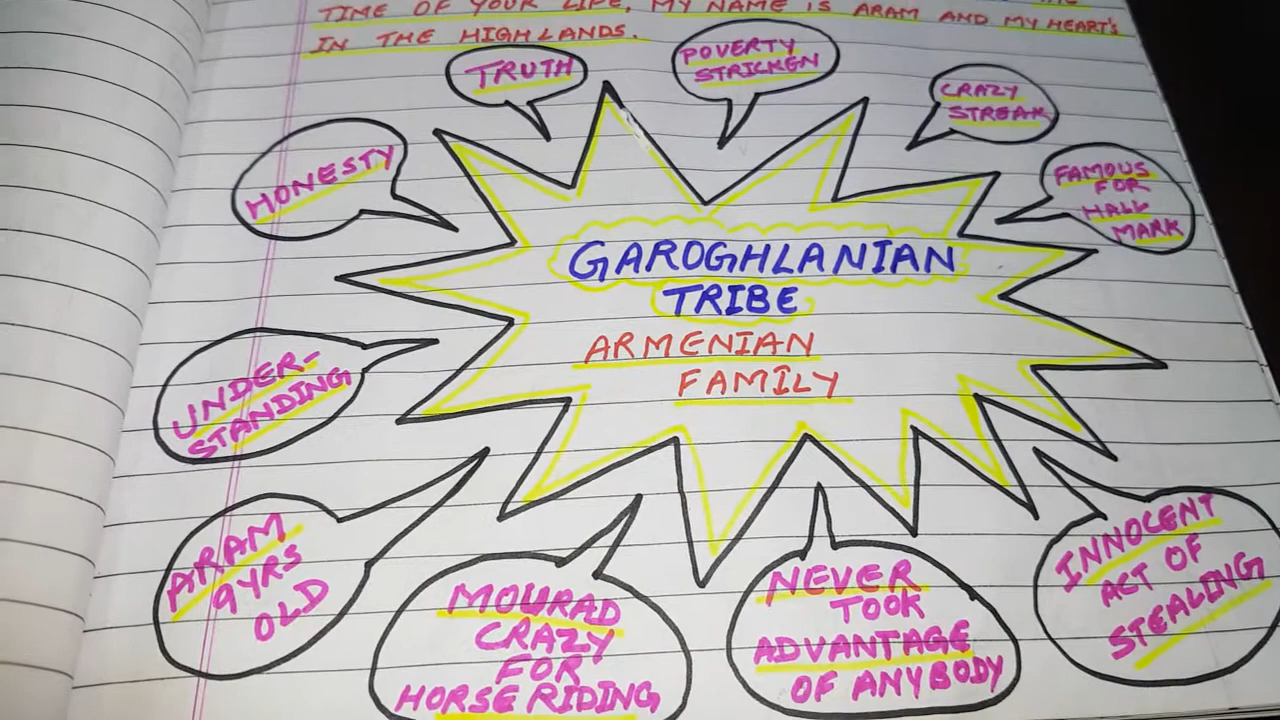 TIME OF YOUR LIFE, MY NAME IS ARAM AND MY HEART'S
IN THE HIGHLANDS.
TRUTH
POVERTY
STRICKEN
CRAZY
STREAK
HONESTY
FAMOUS
FOR
HALL
MARK
GAROGHLANIAN
TRIBE
ARMENIAN
FAMILY
UNDER-
STANDING
ARAM
9YRS
OLD
MOURAD
CRAZY
FOR
HORSE RIDING
NEVER
TOOK
ADVANTAGE
OF ANYBODY
INNOCENT
ACT OF
STEALING